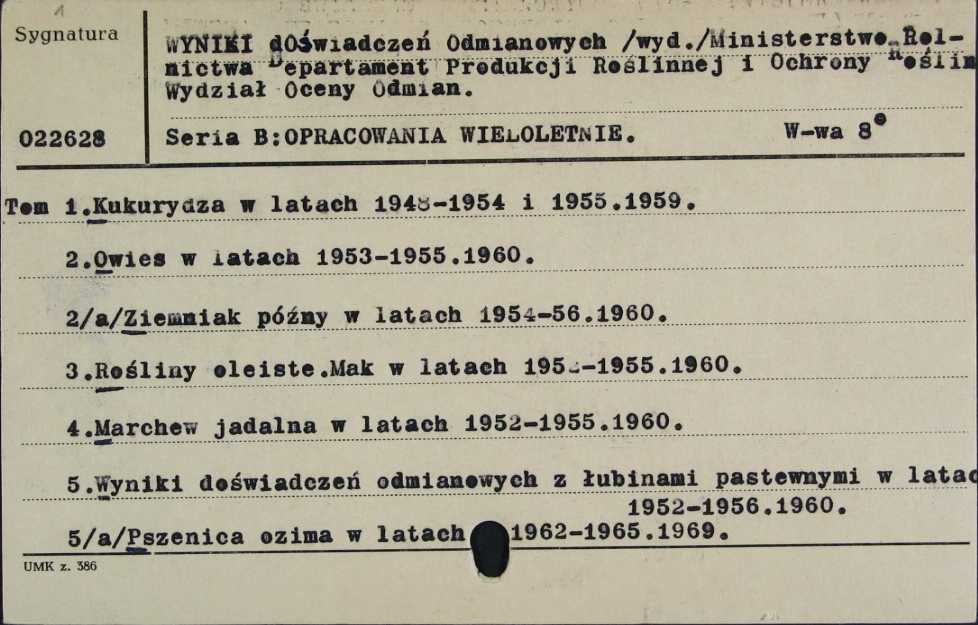 Sygnatura
WYNIKI dOświadczeń Odmianowych /wyd./Ministerstwo Rol-
nictwa Departament Produkcji Roślinnej i Ochrony Roślin
Wydział Oceny Odmian.
022628
Seria B:OPRACOWANIA WIELOLETNIE. W-wa 8°
Tom 1.Kukurydza w latach 1948-1954 i 1955.1959.
2.Owies w latach 1953-1955.1960.
2/a/Ziemniak późny w latach 1954-56.1960.
3.Rośliny oleiste.Mak w latach -1955.1960.
4.Marchew jadalna w latach 1952-1955.1960.
5.Wyniki doświadczeń odmianowych z łubinami pastewnymi w latac
1952-1956.1960.
5/a/Pszenica ozima w latach 1962-1965.1969.
UMK z. 386